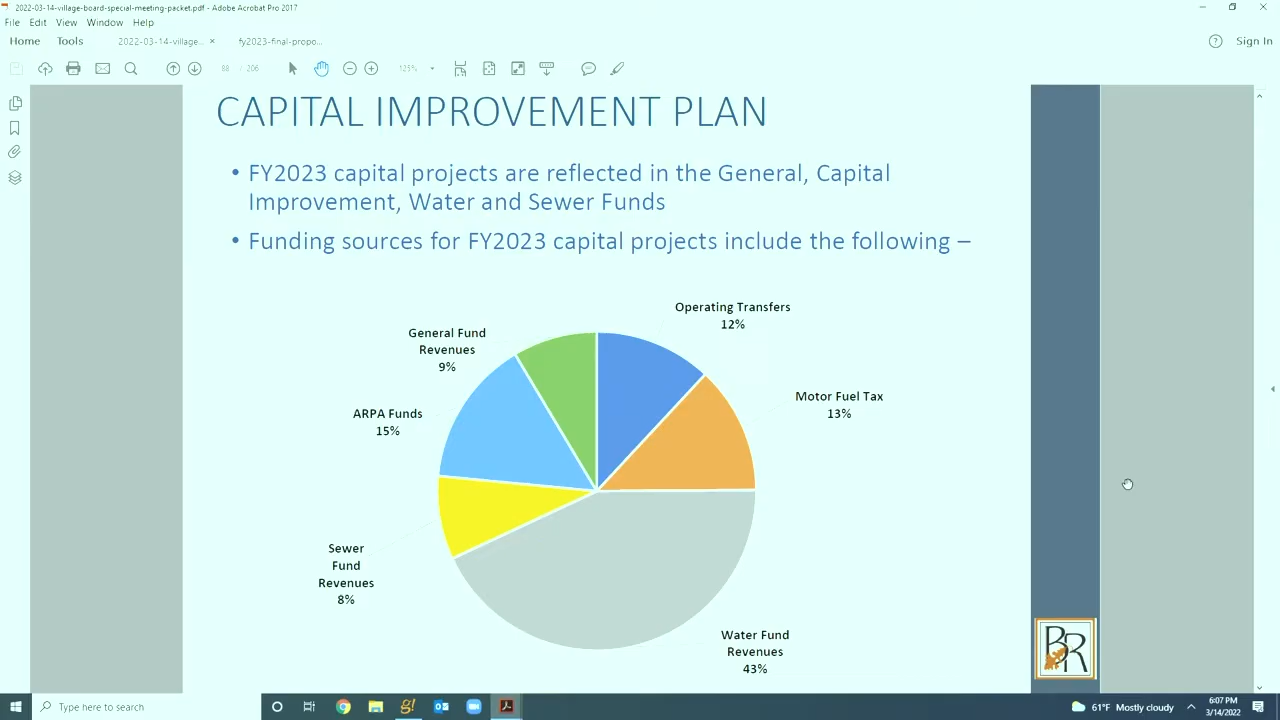 2022-03-14-village-board-special-meeting-packet.pdf - Adobe Acrobat Pro 2017
File Edit View Window Help
Home Tools 2022-03-14-village... × fy2023-final-propo... Sign In
88 / 206 125%
CAPITAL IMPROVEMENT PLAN
• FY2023 capital projects are reflected in the General, Capital
Improvement, Water and Sewer Funds
• Funding sources for FY2023 capital projects include the following –
Operating Transfers
12%
General Fund
Revenues
9%
Motor Fuel Tax
13%
ARPA Funds
15%
Sewer
Fund
Revenues
8%
Water Fund
Revenues
43%
BR
Type here to search
61°F Mostly cloudy
6:07 PM
3/14/2022